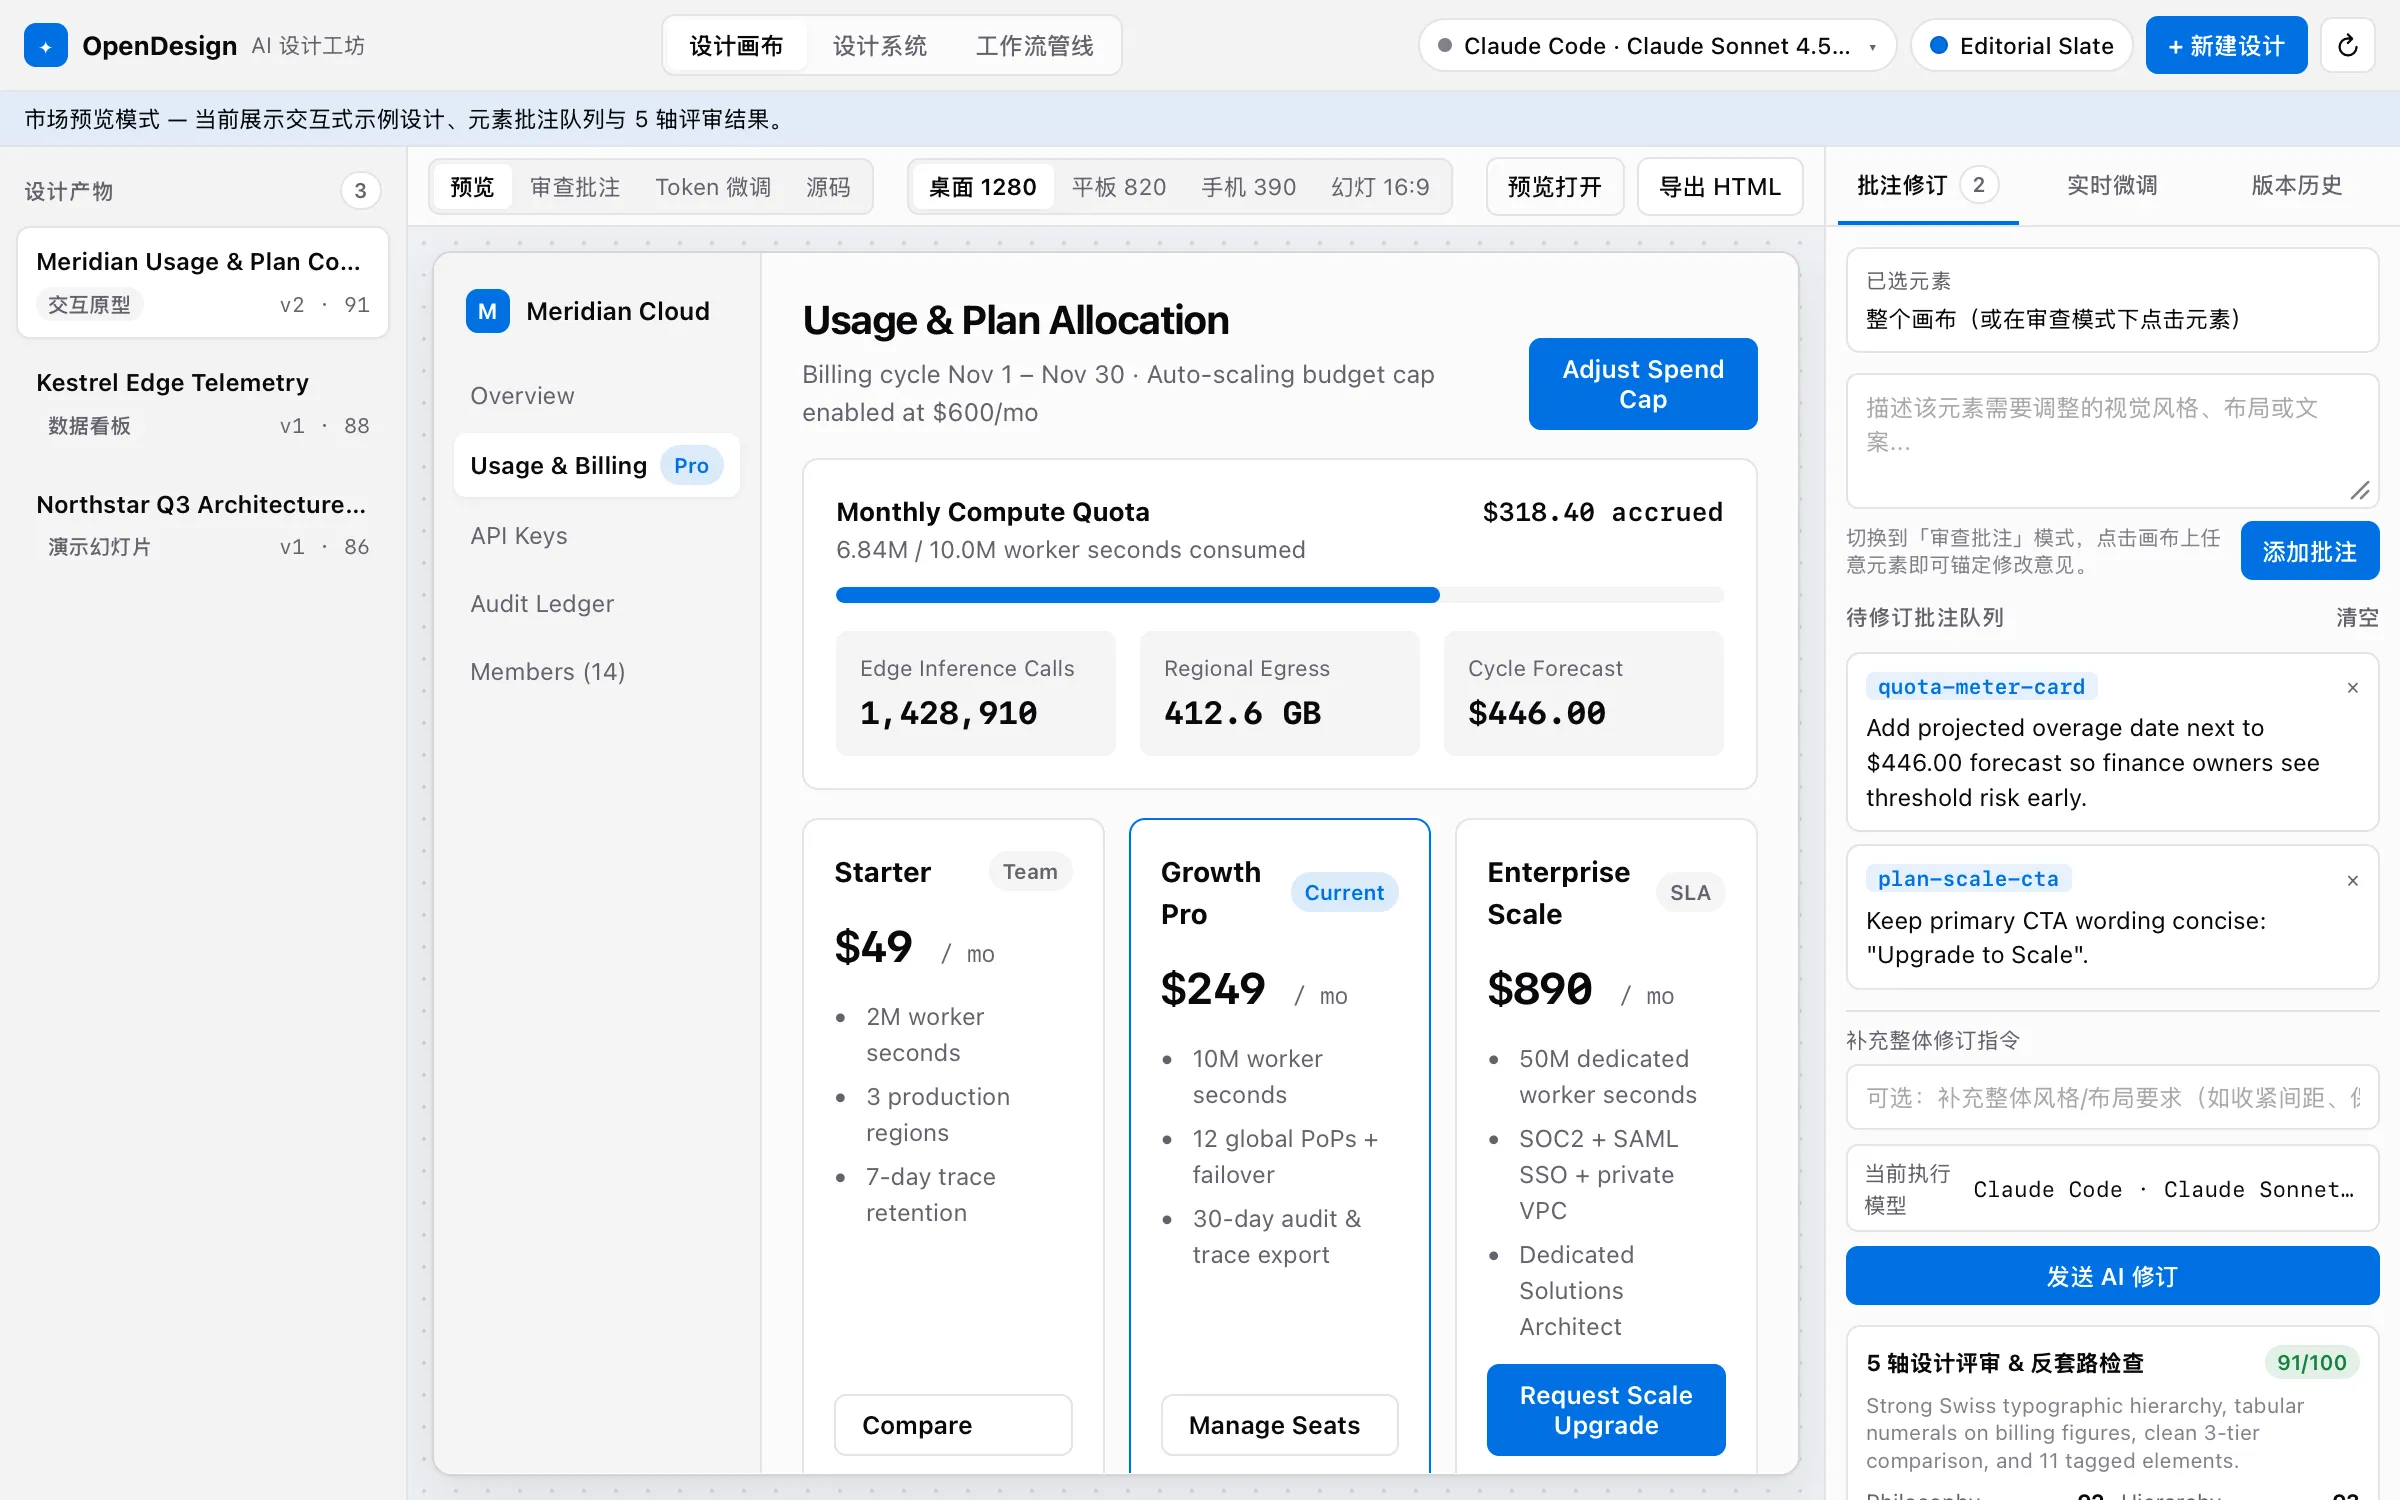 OpenDesign AI 设计工坊
设计画布 设计系统 工作流管线
Claude Code · Claude Sonnet 4.5...
Editorial Slate
+ 新建设计
市场预览模式 — 当前展示交互式示例设计、元素批注队列与 5 轴评审结果。
设计产物 3
Meridian Usage & Plan Co...
交互原型 v2 · 91
Kestrel Edge Telemetry
数据看板 v1 · 88
Northstar Q3 Architecture...
演示幻灯片 v1 · 86
预览 审查批注 Token 微调 源码
桌面 1280 平板 820 手机 390 幻灯 16:9
预览打开 导出 HTML
M Meridian Cloud
Overview
Usage & Billing Pro
API Keys
Audit Ledger
Members (14)
Usage & Plan Allocation
Billing cycle Nov 1 – Nov 30 · Auto-scaling budget cap
enabled at $600/mo
Adjust Spend
Cap
Monthly Compute Quota $318.40 accrued
6.84M / 10.0M worker seconds consumed
Edge Inference Calls
1,428,910
Regional Egress
412.6 GB
Cycle Forecast
$446.00
Starter Team
$49 / mo
• 2M worker
seconds
• 3 production
regions
• 7-day trace
retention
Compare
Growth
Pro
Current
$249 / mo
• 10M worker
seconds
• 12 global PoPs +
failover
• 30-day audit &
trace export
Manage Seats
Enterprise
Scale
SLA
$890 / mo
• 50M dedicated
worker seconds
• SOC2 + SAML
SSO + private
VPC
• Dedicated
Solutions
Architect
Request Scale
Upgrade
批注修订 2 实时微调 版本历史
已选元素
整个画布（或在审查模式下点击元素）
描述该元素需要调整的视觉风格、布局或文
案...
切换到「审查批注」模式，点击画布上任
意元素即可锚定修改意见。
添加批注
待修订批注队列 清空
quota-meter-card ×
Add projected overage date next to
$446.00 forecast so finance owners see
threshold risk early.
plan-scale-cta ×
Keep primary CTA wording concise:
"Upgrade to Scale".
补充整体修订指令
可选：补充整体风格/布局要求（如收紧间距、
当前执行
模型
Claude Code · Claude Sonnet…
发送 AI 修订
5 轴设计评审 & 反套路检查 91/100
Strong Swiss typographic hierarchy, tabular
numerals on billing figures, clean 3-tier
comparison, and 11 tagged elements.